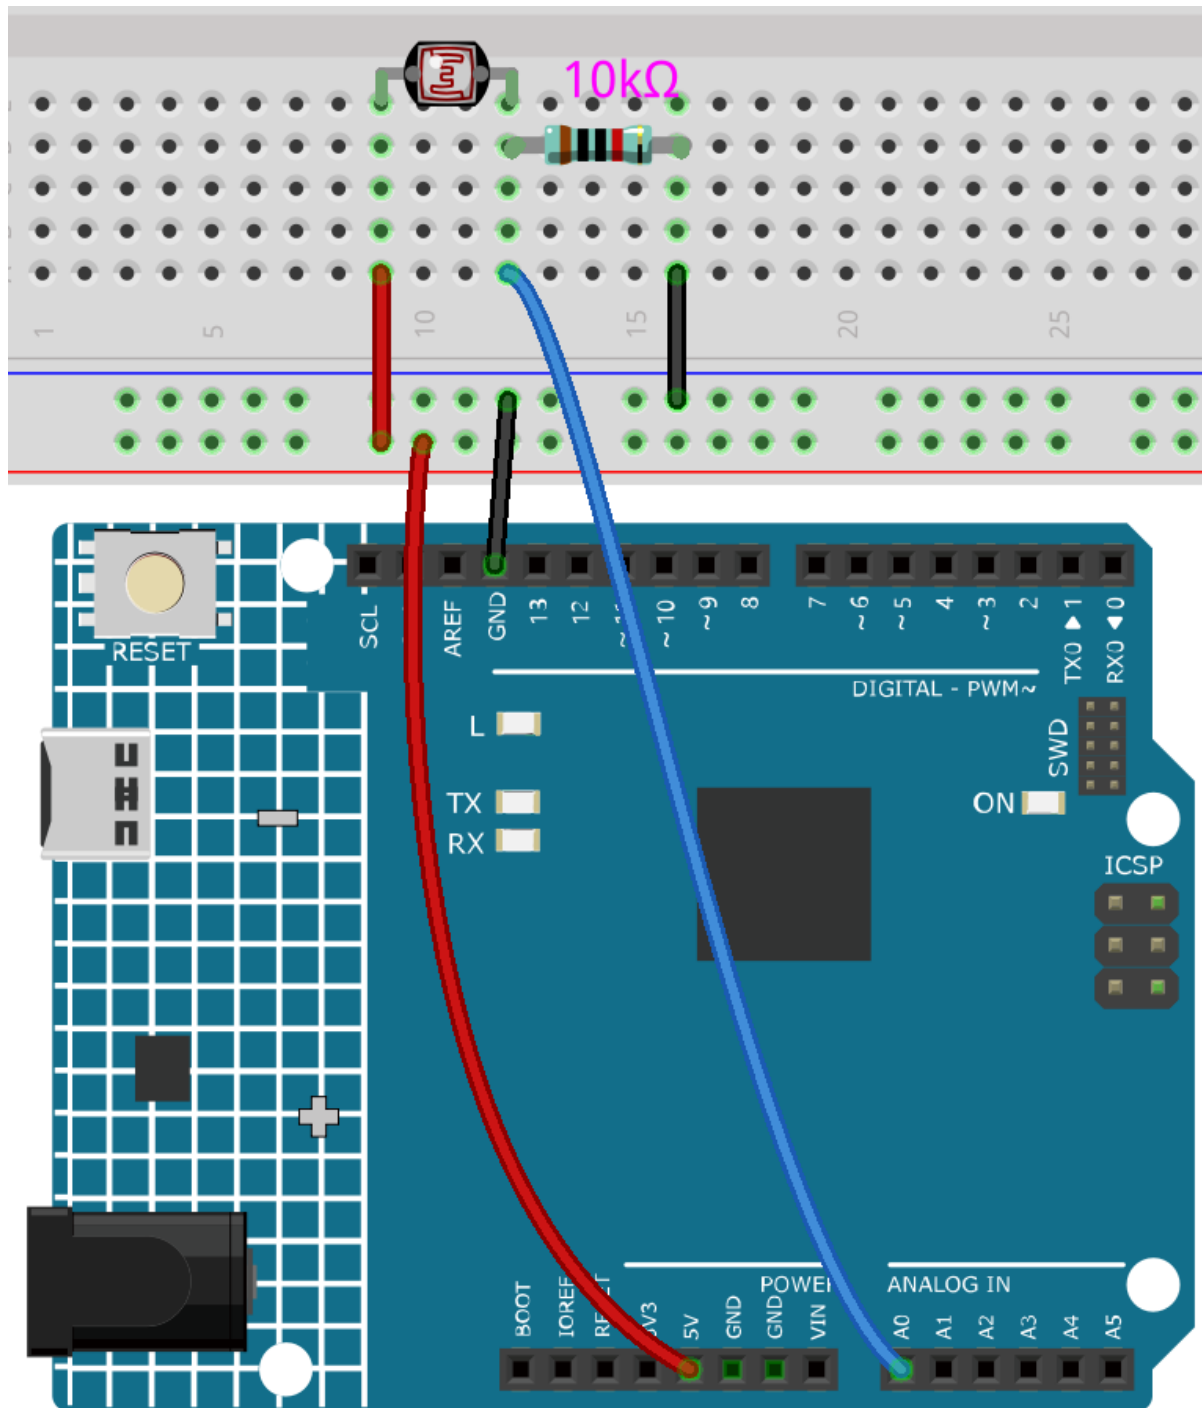 10kΩ
1 5 10 15 20 25
SCL AREF GND 13 12 ~10 ~9 8 7 ~6 ~5 4 ~3 2 TX0▶1 RX0◀0
RESET
DIGITAL - PWM~
L
SWD
TX
ON
RX
ICSP
POWER
ANALOG IN
BOOT IOREF RESET 3V3 5V GND GND VIN A0 A1 A2 A3 A4 A5